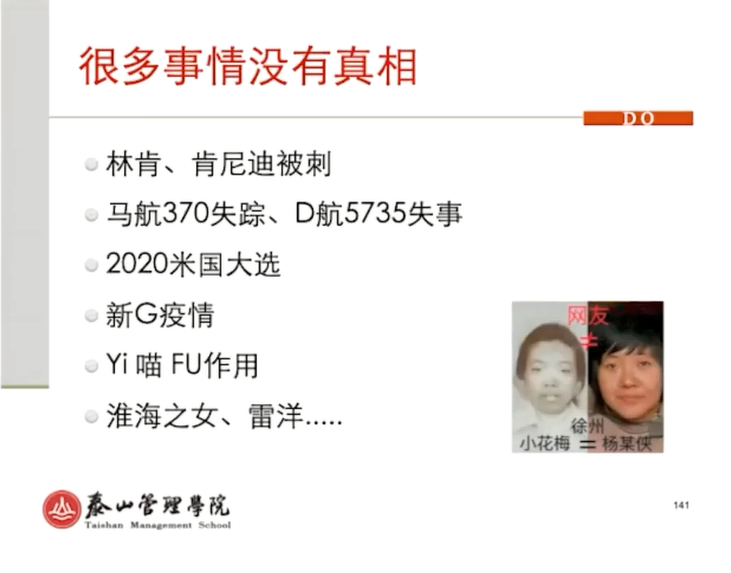 很多事情没有真相
DO
林肯、肯尼迪被刺
马航370失踪、D航5735失事
2020米国大选
新G疫情
Yi 喵 FU作用
淮海之女、雷洋.....
网友
≠
徐州
小花梅 = 杨某侠
泰山管理學院
Taishan Management School
141